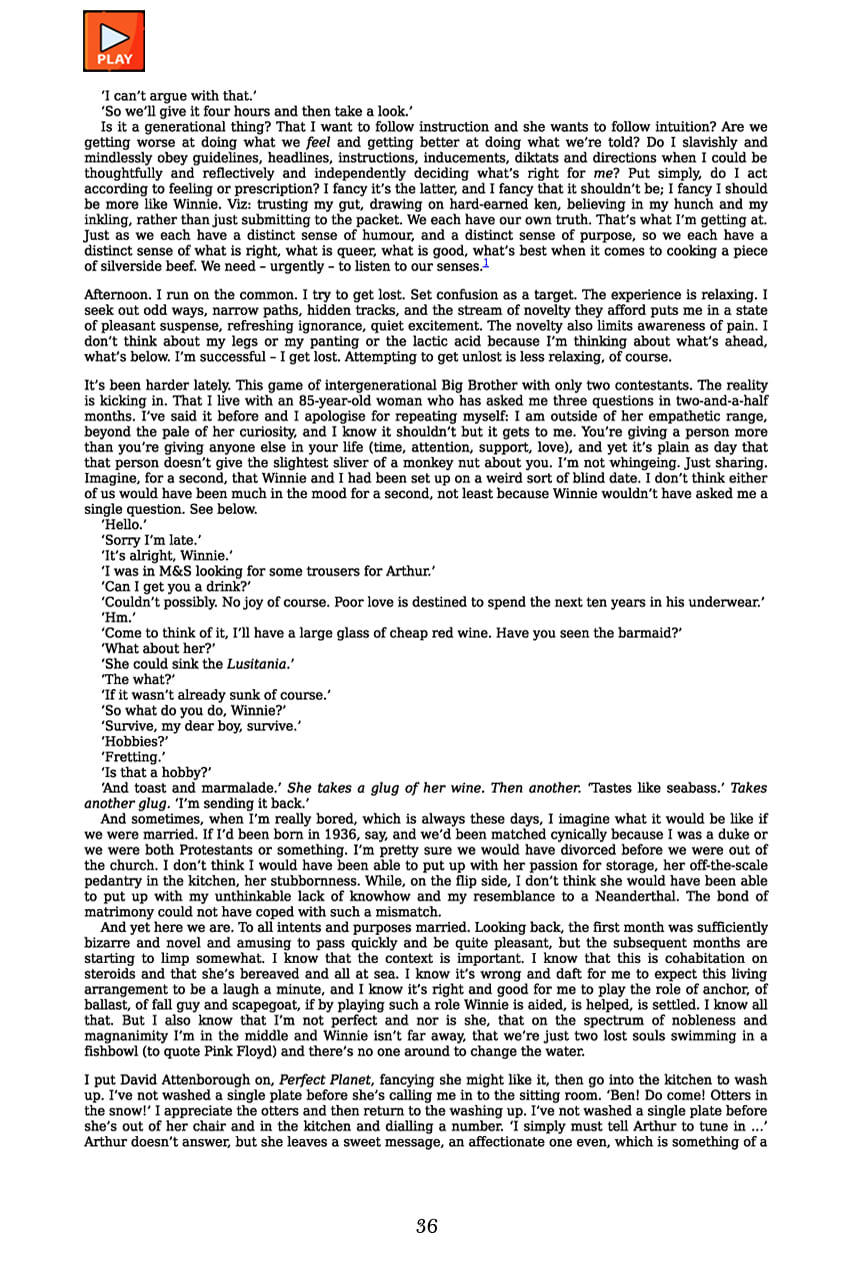 PLAY
‘I can’t argue with that.’
‘So we’ll give it four hours and then take a look.’
Is it a generational thing? That I want to follow instruction and she wants to follow intuition? Are we
getting worse at doing what we feel and getting better at doing what we’re told? Do I slavishly and
mindlessly obey guidelines, headlines, instructions, inducements, diktats and directions when I could be
thoughtfully and reflectively and independently deciding what’s right for me? Put simply, do I act
according to feeling or prescription? I fancy it’s the latter, and I fancy that it shouldn’t be; I fancy I should
be more like Winnie. Viz: trusting my gut, drawing on hard-earned ken, believing in my hunch and my
inkling, rather than just submitting to the packet. We each have our own truth. That’s what I’m getting at.
Just as we each have a distinct sense of humour, and a distinct sense of purpose, so we each have a
distinct sense of what is right, what is queer, what is good, what’s best when it comes to cooking a piece
of silverside beef. We need – urgently – to listen to our senses.1
Afternoon. I run on the common. I try to get lost. Set confusion as a target. The experience is relaxing. I
seek out odd ways, narrow paths, hidden tracks, and the stream of novelty they afford puts me in a state
of pleasant suspense, refreshing ignorance, quiet excitement. The novelty also limits awareness of pain. I
don’t think about my legs or my panting or the lactic acid because I’m thinking about what’s ahead,
what’s below. I’m successful – I get lost. Attempting to get unlost is less relaxing, of course.
It’s been harder lately. This game of intergenerational Big Brother with only two contestants. The reality
is kicking in. That I live with an 85-year-old woman who has asked me three questions in two-and-a-half
months. I’ve said it before and I apologise for repeating myself: I am outside of her empathetic range,
beyond the pale of her curiosity, and I know it shouldn’t but it gets to me. You’re giving a person more
than you’re giving anyone else in your life (time, attention, support, love), and yet it’s plain as day that
that person doesn’t give the slightest sliver of a monkey nut about you. I’m not whingeing. Just sharing.
Imagine, for a second, that Winnie and I had been set up on a weird sort of blind date. I don’t think either
of us would have been much in the mood for a second, not least because Winnie wouldn’t have asked me a
single question. See below.
‘Hello.’
‘Sorry I’m late.’
‘It’s alright, Winnie.’
‘I was in M&S looking for some trousers for Arthur.’
‘Can I get you a drink?’
‘Couldn’t possibly. No joy of course. Poor love is destined to spend the next ten years in his underwear.’
‘Hm.’
‘Come to think of it, I’ll have a large glass of cheap red wine. Have you seen the barmaid?’
‘What about her?’
‘She could sink the Lusitania.’
‘The what?’
‘If it wasn’t already sunk of course.’
‘So what do you do, Winnie?’
‘Survive, my dear boy, survive.’
‘Hobbies?’
‘Fretting.’
‘Is that a hobby?’
‘And toast and marmalade.’ She takes a glug of her wine. Then another. ‘Tastes like seabass.’ Takes
another glug. ‘I’m sending it back.’
And sometimes, when I’m really bored, which is always these days, I imagine what it would be like if
we were married. If I’d been born in 1936, say, and we’d been matched cynically because I was a duke or
we were both Protestants or something. I’m pretty sure we would have divorced before we were out of
the church. I don’t think I would have been able to put up with her passion for storage, her off-the-scale
pedantry in the kitchen, her stubbornness. While, on the flip side, I don’t think she would have been able
to put up with my unthinkable lack of knowhow and my resemblance to a Neanderthal. The bond of
matrimony could not have coped with such a mismatch.
And yet here we are. To all intents and purposes married. Looking back, the first month was sufficiently
bizarre and novel and amusing to pass quickly and be quite pleasant, but the subsequent months are
starting to limp somewhat. I know that the context is important. I know that this is cohabitation on
steroids and that she’s bereaved and all at sea. I know it’s wrong and daft for me to expect this living
arrangement to be a laugh a minute, and I know it’s right and good for me to play the role of anchor, of
ballast, of fall guy and scapegoat, if by playing such a role Winnie is aided, is helped, is settled. I know all
that. But I also know that I’m not perfect and nor is she, that on the spectrum of nobleness and
magnanimity I’m in the middle and Winnie isn’t far away, that we’re just two lost souls swimming in a
fishbowl (to quote Pink Floyd) and there’s no one around to change the water.
I put David Attenborough on, Perfect Planet, fancying she might like it, then go into the kitchen to wash
up. I’ve not washed a single plate before she’s calling me in to the sitting room. ‘Ben! Do come! Otters in
the snow!’ I appreciate the otters and then return to the washing up. I’ve not washed a single plate before
she’s out of her chair and in the kitchen and dialling a number. ‘I simply must tell Arthur to tune in ...’
Arthur doesn’t answer, but she leaves a sweet message, an affectionate one even, which is something of a
36